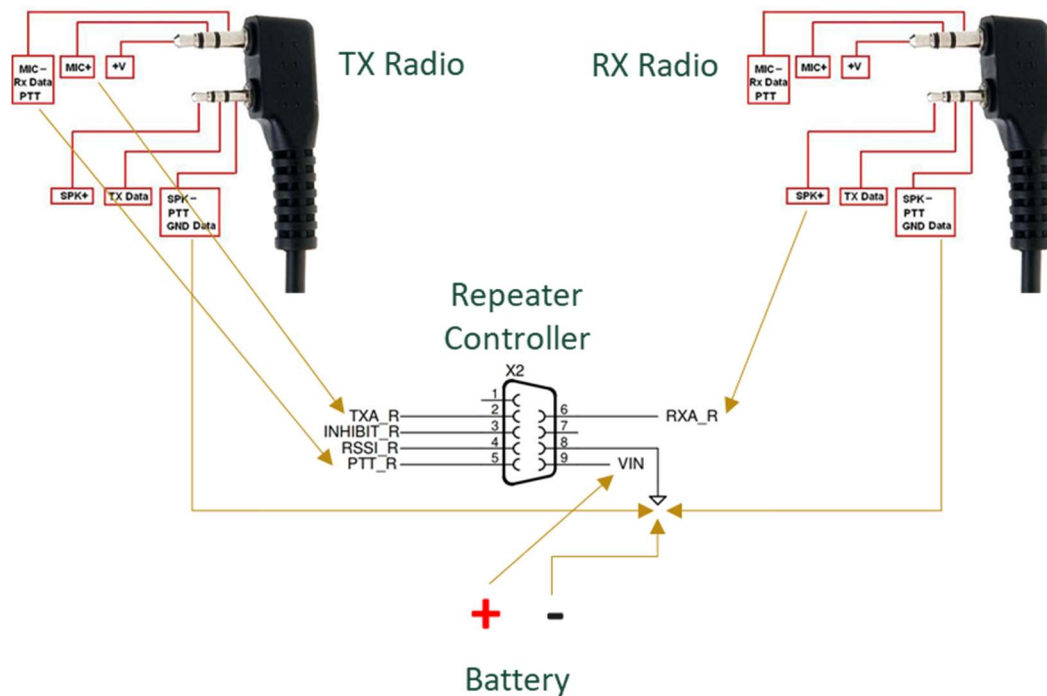 TX Radio
RX Radio
MIC−
Rx Data
PTT
MIC+
+V
SPK+
TX Data
SPK−
PTT
GND Data
MIC−
Rx Data
PTT
MIC+
+V
SPK+
TX Data
SPK−
PTT
GND Data
Repeater
Controller
X2
1
TXA_R 2
INHIBIT_R 3
RSSI_R 4
PTT_R 5
6 RXA_R
7
8
9 VIN
+ -
Battery